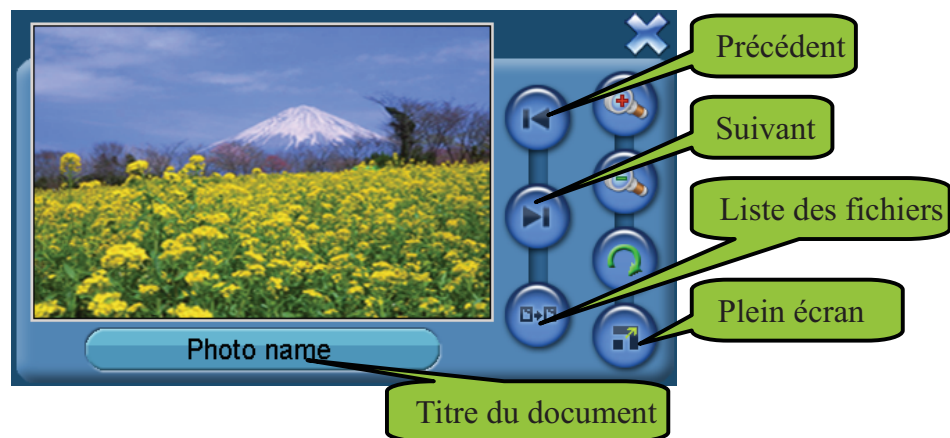 Précédent
Suivant
Liste des fichiers
Plein écran
Photo name
Titre du document